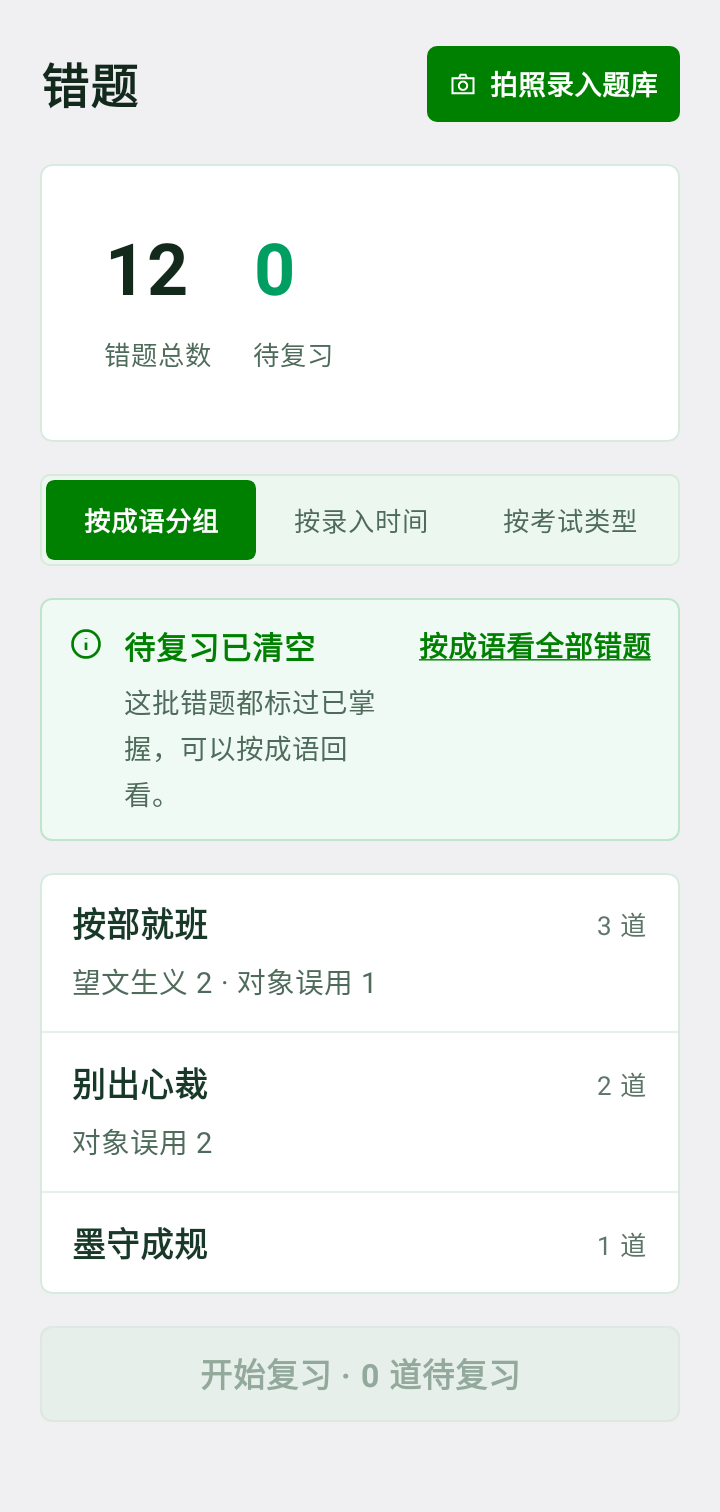 错题
拍照录入题库
12 0
错题总数 待复习
按成语分组 按录入时间 按考试类型
待复习已清空 按成语看全部错题
这批错题都标过已掌
握，可以按成语回
看。
按部就班 3 道
望文生义 2 · 对象误用 1
别出心裁 2 道
对象误用 2
墨守成规 1 道
开始复习 · 0 道待复习